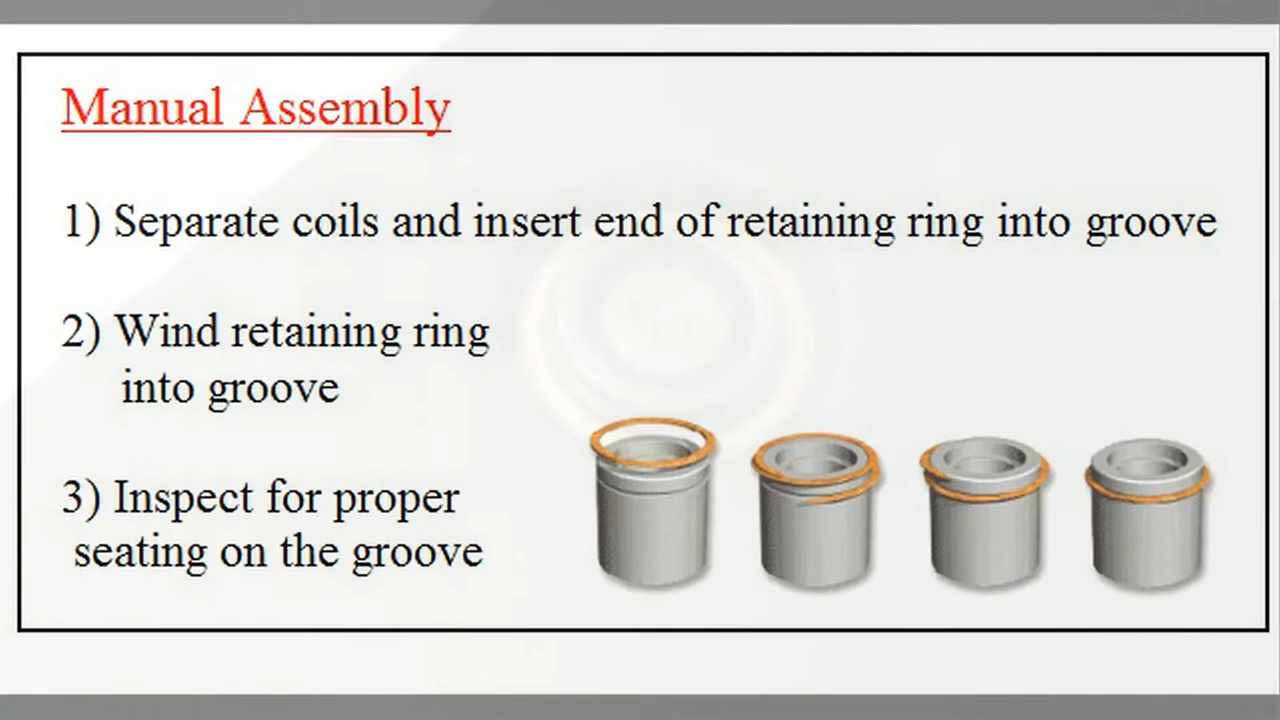 Manual Assembly
1) Separate coils and insert end of retaining ring into groove
2) Wind retaining ring
into groove
3) Inspect for proper
seating on the groove